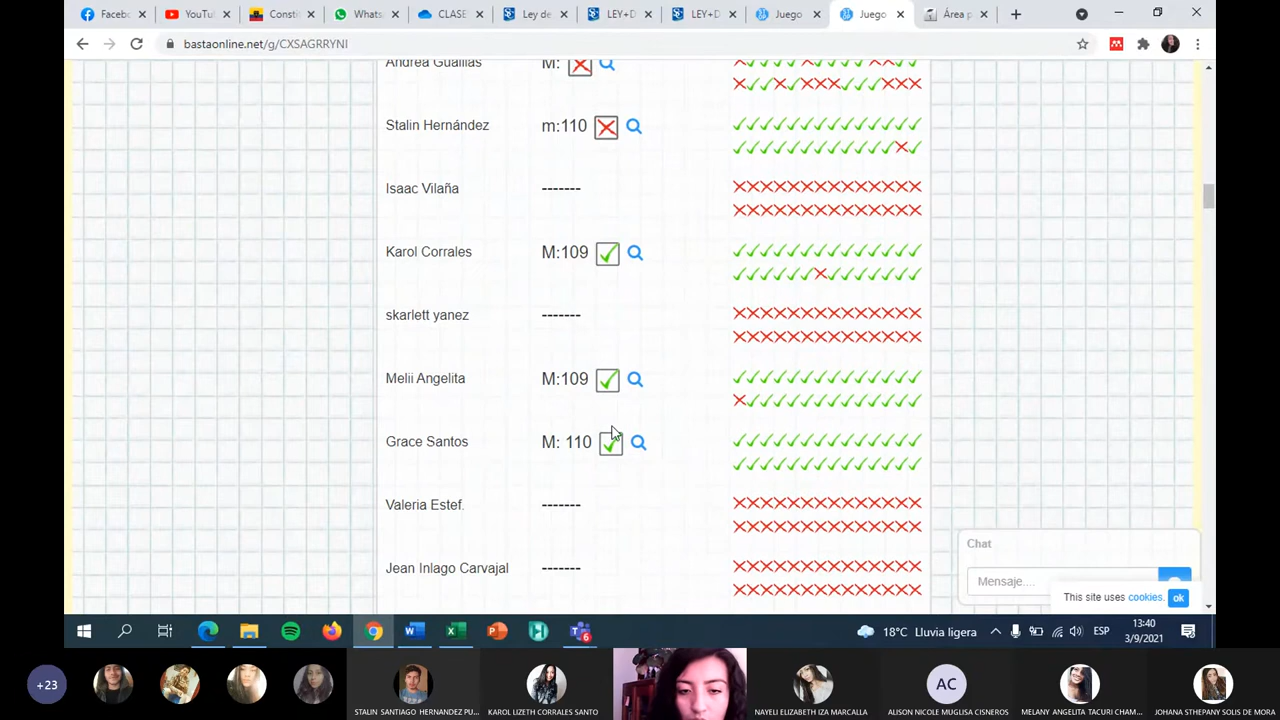 Faceb
YouTu
Constit
Whats
CLASE
Ley de
LEY+D
LEY+D
Juego
Juego
Área p
bastaonline.net/g/CXSAGRRYNI
Andrea Guallas
M:
Stalin Hernández
m:110
Isaac Vilaña
-------
Karol Corrales
M:109
skarlett yanez
-------
Melii Angelita
M:109
Grace Santos
M: 110
Valeria Estef.
-------
Jean Inlago Carvajal
-------
Chat
Mensaje....
This site uses cookies. ok
18°C Lluvia ligera
ESP
13:40
3/9/2021
6
+23
STALIN SANTIAGO HERNANDEZ PU...
KAROL LIZETH CORRALES SANTO
NAYELI ELIZABETH IZA MARCALLA
AC
ALISON NICOLE MUGLISA CISNEROS
MELANY ANGELITA TACURI CHAM...
JOHANA STHEPANY SOLIS DE MORA